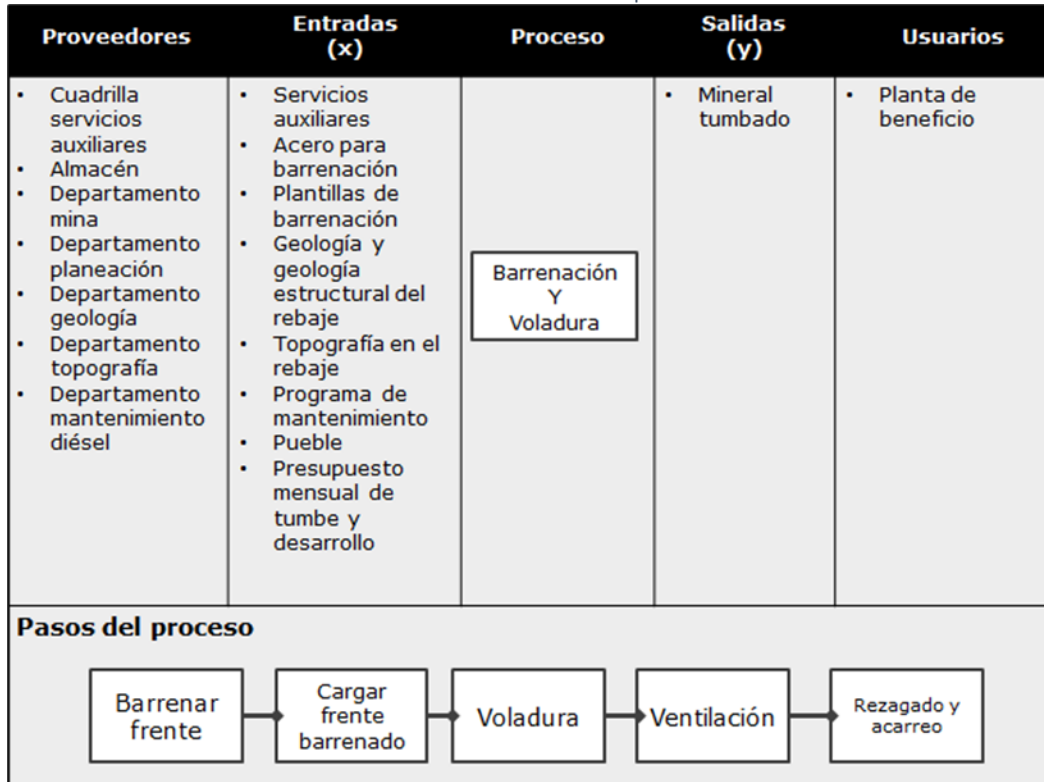 Proveedores
Entradas
(x)
Proceso
Salidas
(y)
Usuarios
• Cuadrilla
servicios
auxiliares
• Almacén
• Departamento
mina
• Departamento
planeación
• Departamento
geología
• Departamento
topografía
• Departamento
mantenimiento
diésel
• Servicios
auxiliares
• Acero para
barrenación
• Plantillas de
barrenación
• Geología y
geología
estructural del
rebaje
• Topografía en el
rebaje
• Programa de
mantenimiento
• Pueble
• Presupuesto
mensual de
tumbe y
desarrollo
Barrenación
Y
Voladura
• Mineral
tumbado
• Planta de
beneficio
Pasos del proceso
Barrenar
frente
Cargar
frente
barrenado
Voladura
Ventilación
Rezagado y
acarreo